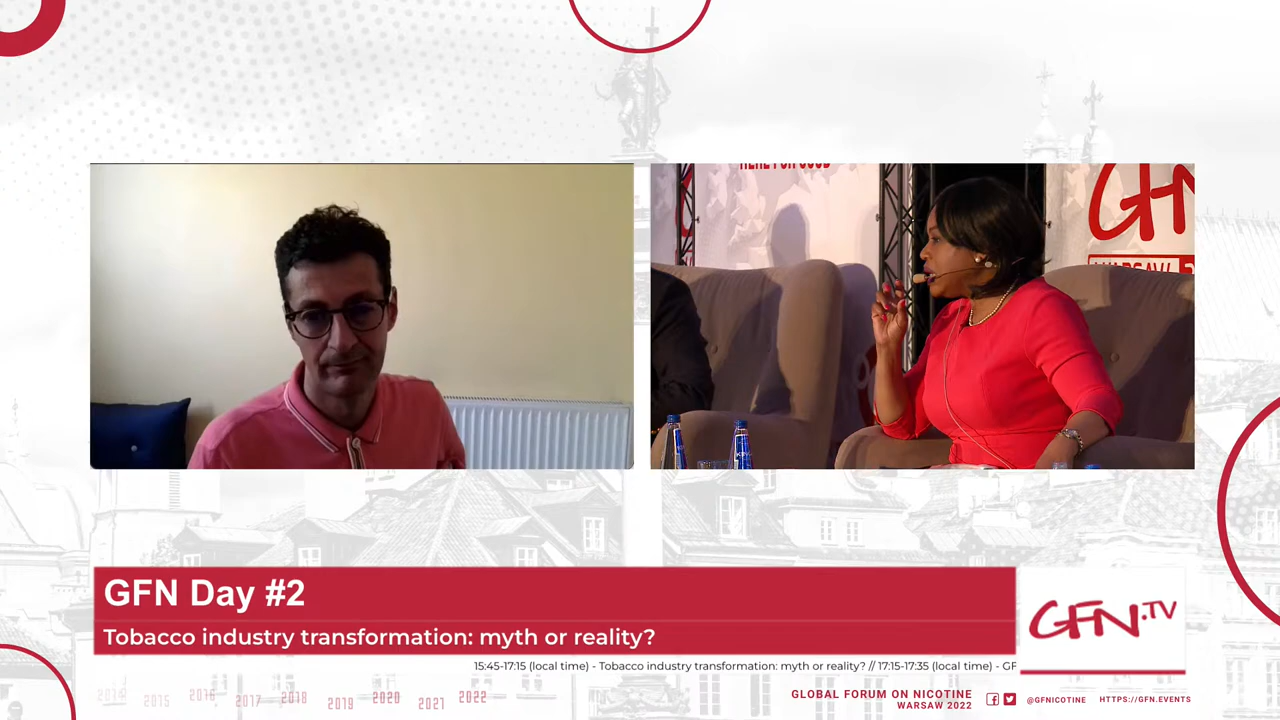 GFN
GFN Day #2
Tobacco industry transformation: myth or reality?
GFN.TV
15:45-17:15 (local time) - Tobacco industry transformation: myth or reality? // 17:15-17:35 (local time) - GF
2015 2016 2017 2018 2019 2020 2021 2022
GLOBAL FORUM ON NICOTINE
WARSAW 2022
@GFNICOTINE
HTTPS://GFN.EVENTS